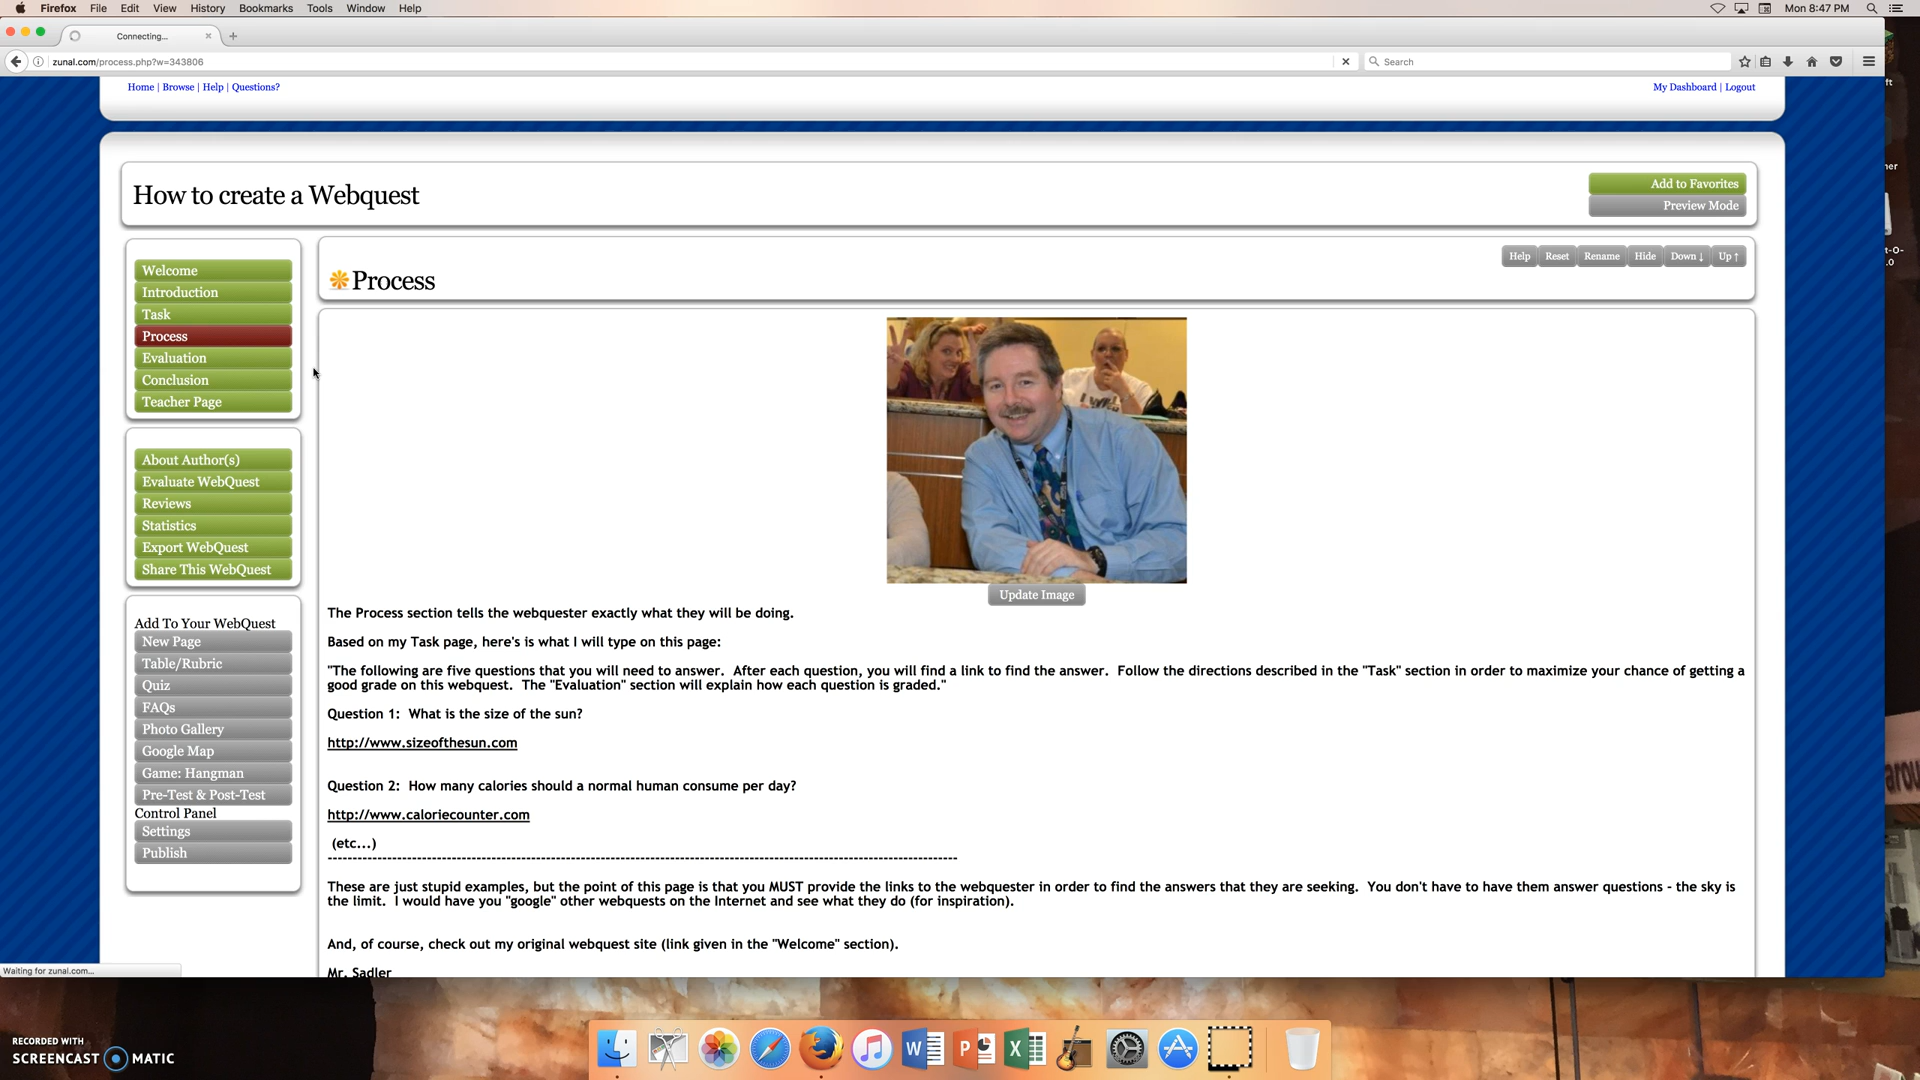 Firefox File Edit View History Bookmarks Tools Window Help Mon 8:47 PM
Connecting...
zunal.com/process.php?w=343806
Search
Home | Browse | Help | Questions?
My Dashboard | Logout
How to create a Webquest
Add to Favorites
Preview Mode
Welcome
Introduction
Task
Process
Evaluation
Conclusion
Teacher Page
About Author(s)
Evaluate WebQuest
Reviews
Statistics
Export WebQuest
Share This WebQuest
Add To Your WebQuest
New Page
Table/Rubric
Quiz
FAQs
Photo Gallery
Google Map
Game: Hangman
Pre-Test & Post-Test
Control Panel
Settings
Publish
Process
Help Reset Rename Hide Down ↓ Up ↑
Update Image
The Process section tells the webquester exactly what they will be doing.
Based on my Task page, here's is what I will type on this page:
"The following are five questions that you will need to answer. After each question, you will find a link to find the answer. Follow the directions described in the "Task" section in order to maximize your chance of getting a
good grade on this webquest. The "Evaluation" section will explain how each question is graded."
Question 1: What is the size of the sun?
http://www.sizeofthesun.com
Question 2: How many calories should a normal human consume per day?
http://www.caloriecounter.com
(etc...)
These are just stupid examples, but the point of this page is that you MUST provide the links to the webquester in order to find the answers that they are seeking. You don't have to have them answer questions - the sky is
the limit. I would have you "google" other webquests on the Internet and see what they do (for inspiration).
And, of course, check out my original webquest site (link given in the "Welcome" section).
Mr. Sadler
Waiting for zunal.com...
RECORDED WITH
SCREENCAST MATIC